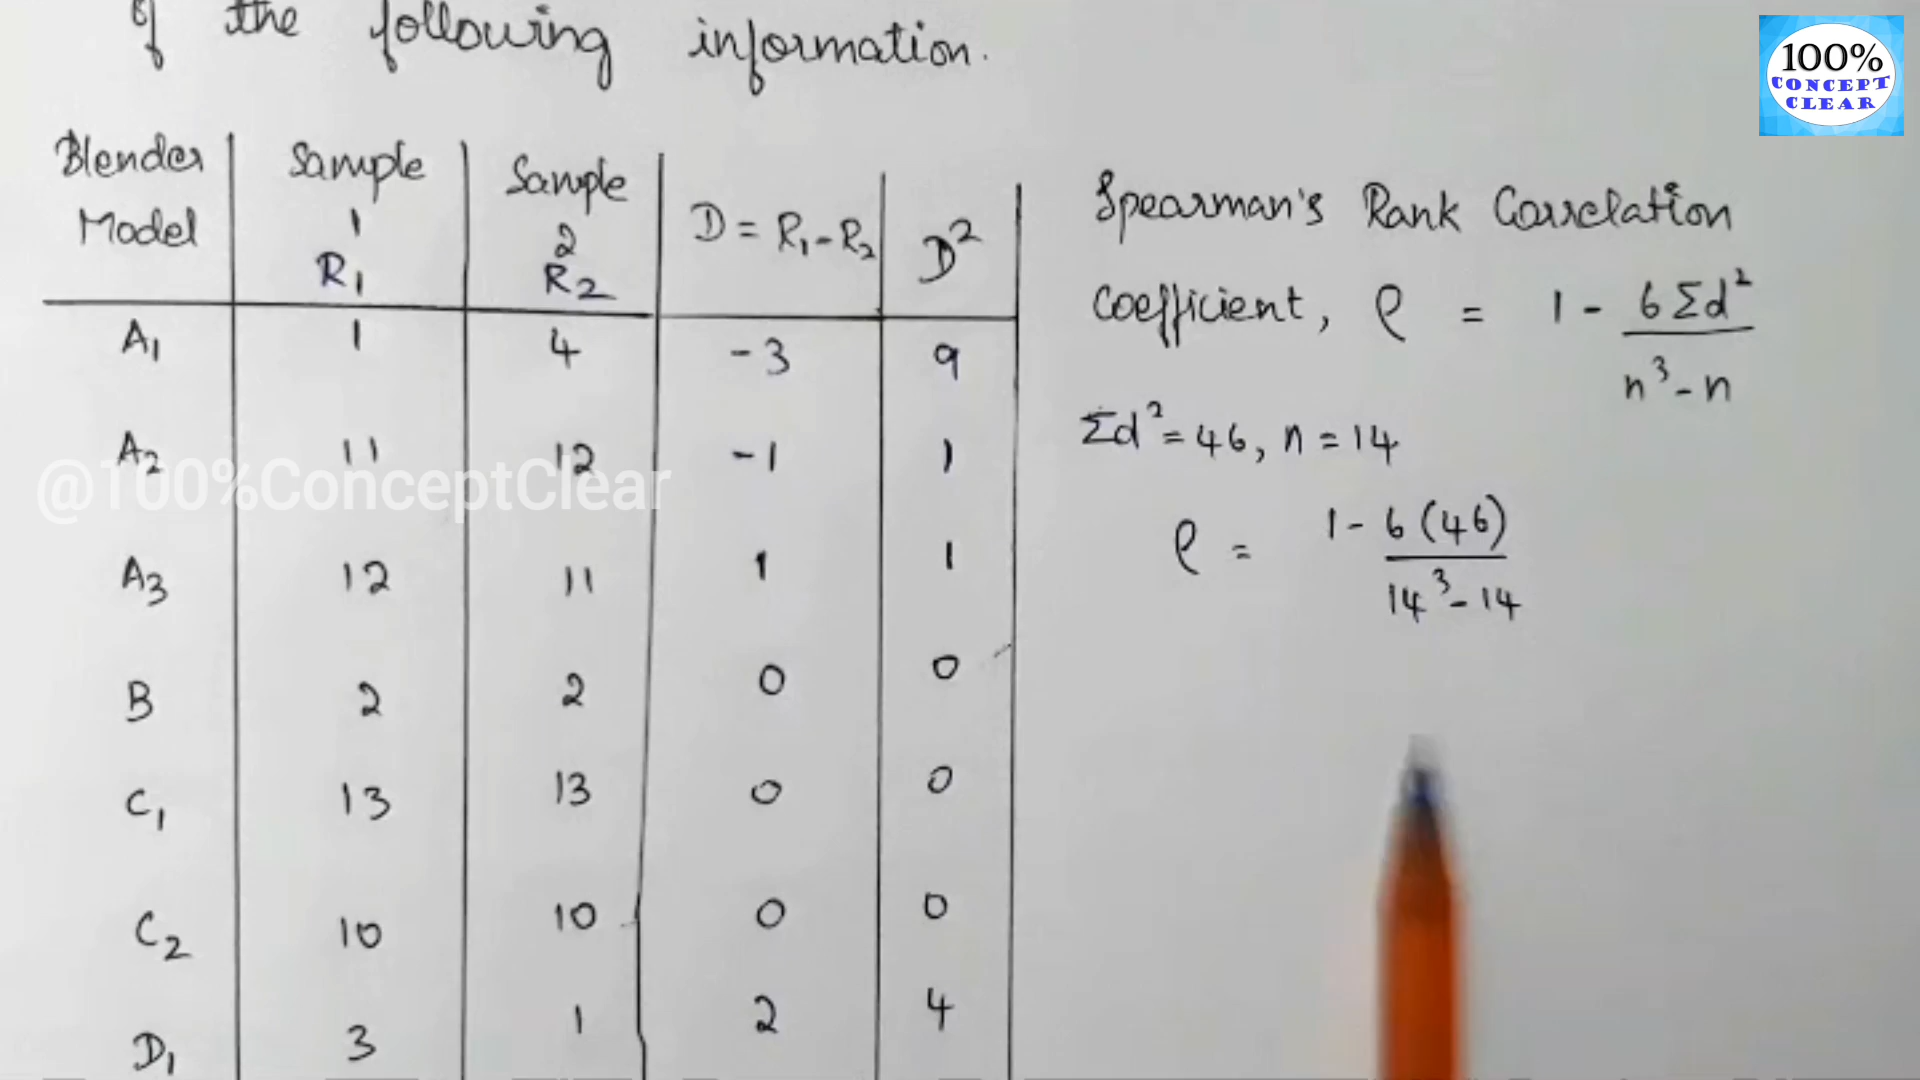 of the following information.
100%
CONCEPT
CLEAR
Blender Model | Sample 1 R₁ | Sample 2 R₂ | D = R₁ - R₂ | D²
A₁ | 1 | 4 | -3 | 9
A₂ | 11 | 12 | -1 | 1
A₃ | 12 | 11 | 1 | 1
B | 2 | 2 | 0 | 0
C₁ | 13 | 13 | 0 | 0
C₂ | 10 | 10 | 0 | 0
D₁ | 3 | 1 | 2 | 4
@100%ConceptClear
Spearman's Rank Correlation
Coefficient, ρ = 1 - 6Σd² / n³ - n
Σd² = 46, n = 14
ρ = 1 - 6(46) / 14³ - 14